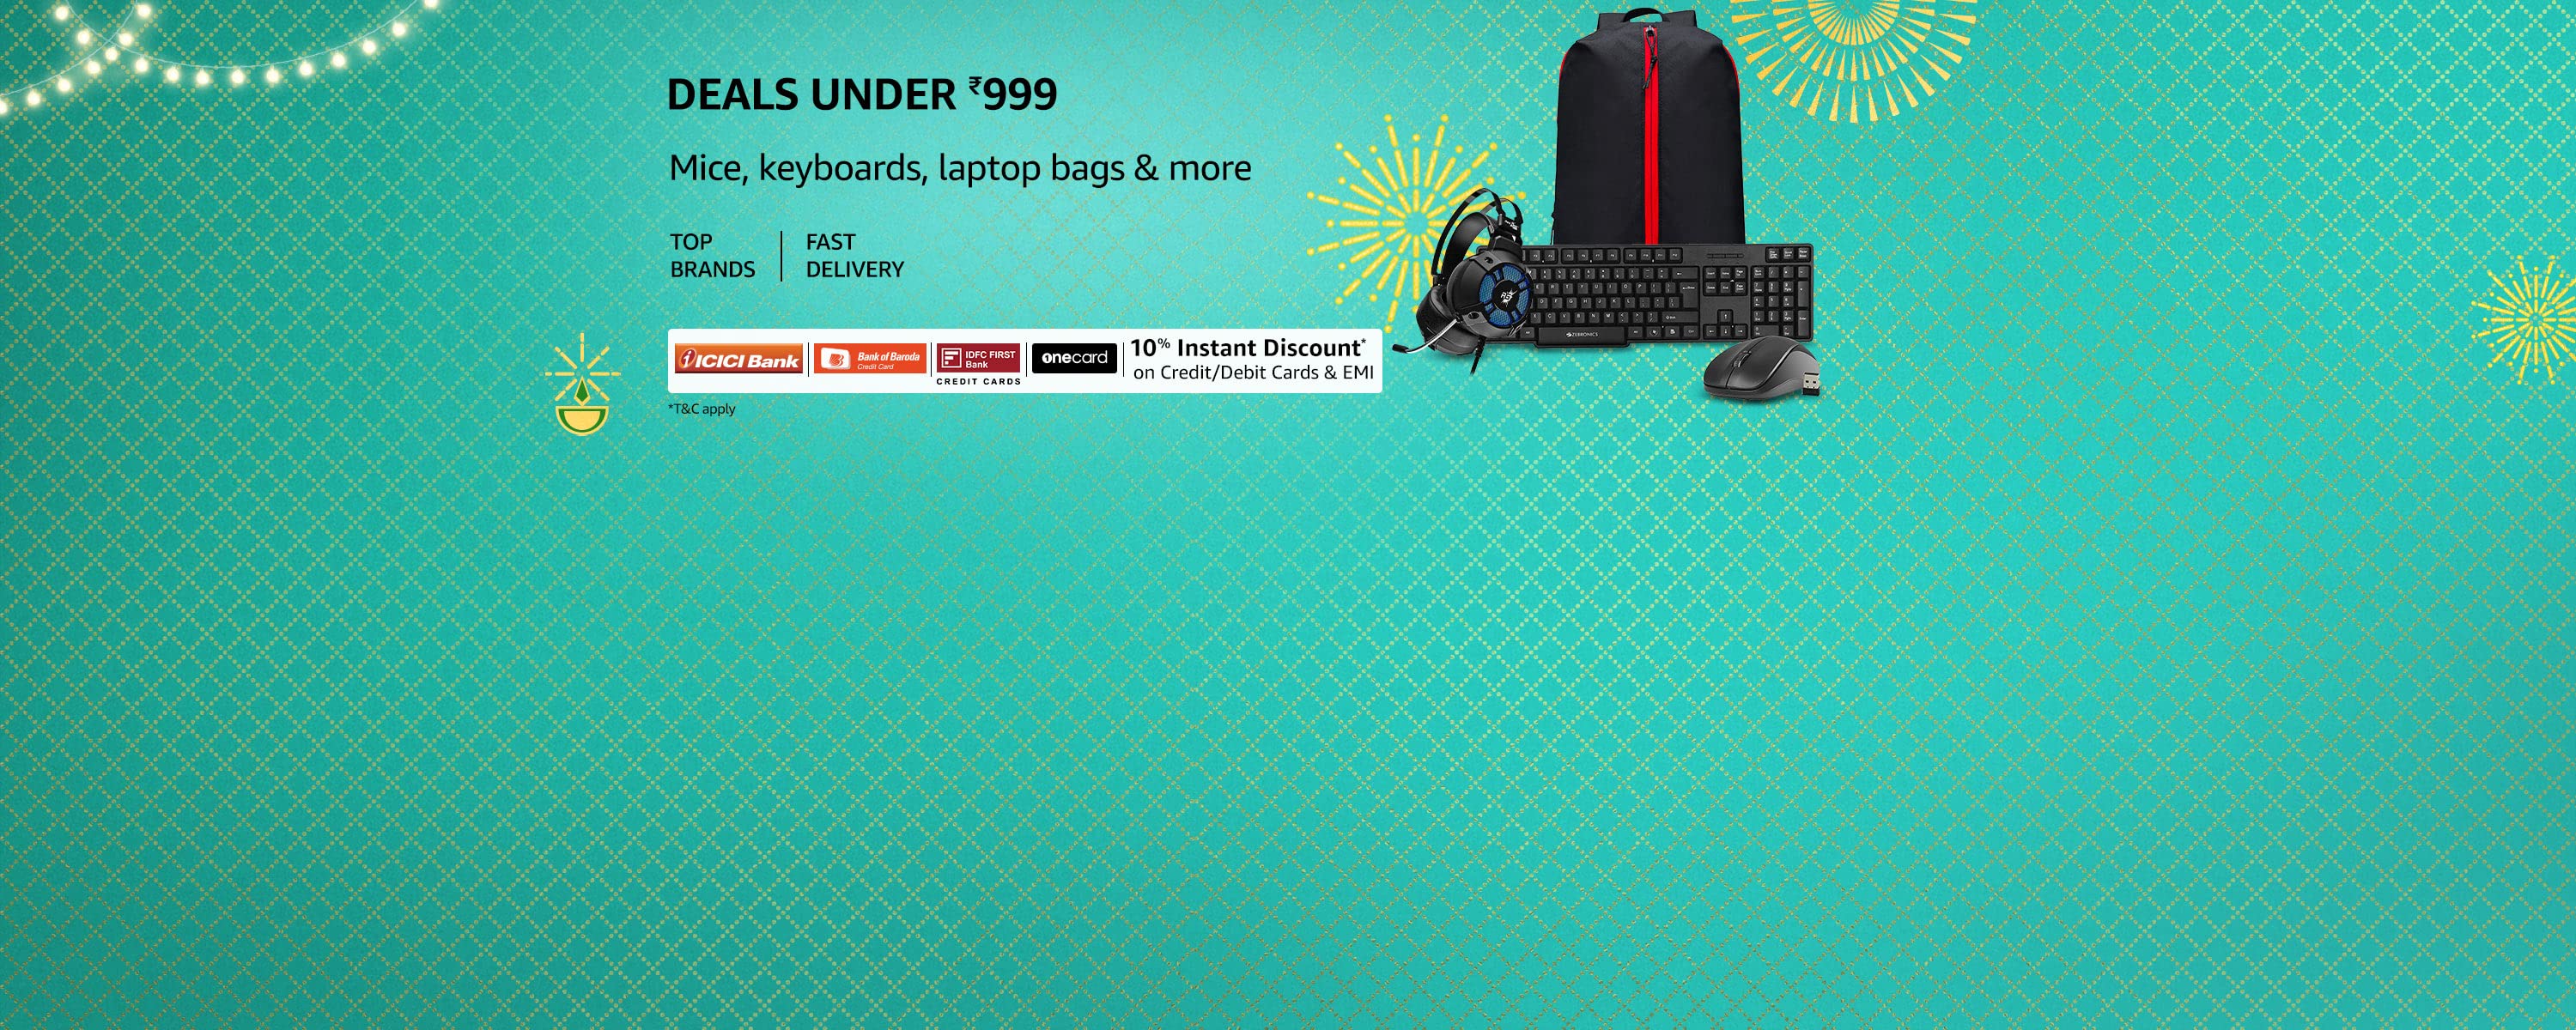 DEALS UNDER ₹999
Mice, keyboards, laptop bags & more
TOP
BRANDS
FAST
DELIVERY
ICICI Bank
Bank of Baroda
Credit Card
IDFC FIRST
Bank
CREDIT CARDS
onecard
10% Instant Discount*
on Credit/Debit Cards & EMI
*T&C apply
ZEBRONICS